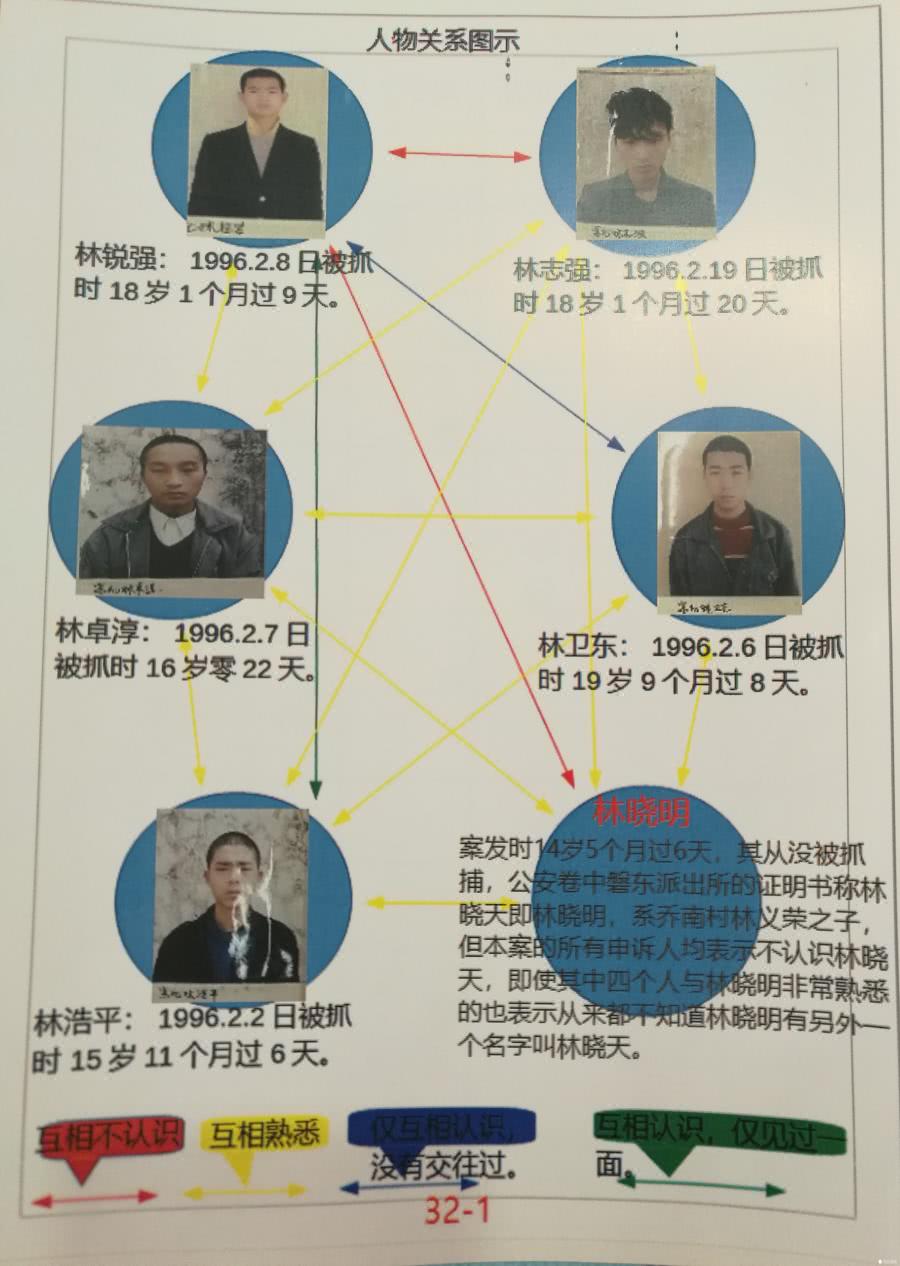 人物关系图示
林锐强： 1996.2.8 日被抓
时 18 岁 1 个月过 9 天。
林志强： 1996.2.19 日被抓
时 18 岁 1 个月过 20 天。
林卓淳： 1996.2.7 日
被抓时 16 岁零 22 天。
林卫东： 1996.2.6 日被抓
时 19 岁 9 个月过 8 天。
林浩平： 1996.2.2 日被抓
时 15 岁 11 个月过 6 天。
林晓明
案发时14岁5个月过6天，其从没被抓
捕，公安卷中磐东派出所的证明书称林
晓天即林晓明，系乔南村林义荣之子，
但本案的所有申诉人均表示不认识林晓
天，即使其中四个人与林晓明非常熟悉
的也表示从来都不知道林晓明有另外一
个名字叫林晓天。
互相不认识
互相熟悉
仅互相认识，
没有交往过。
互相认识，仅见过一
面。
32-1